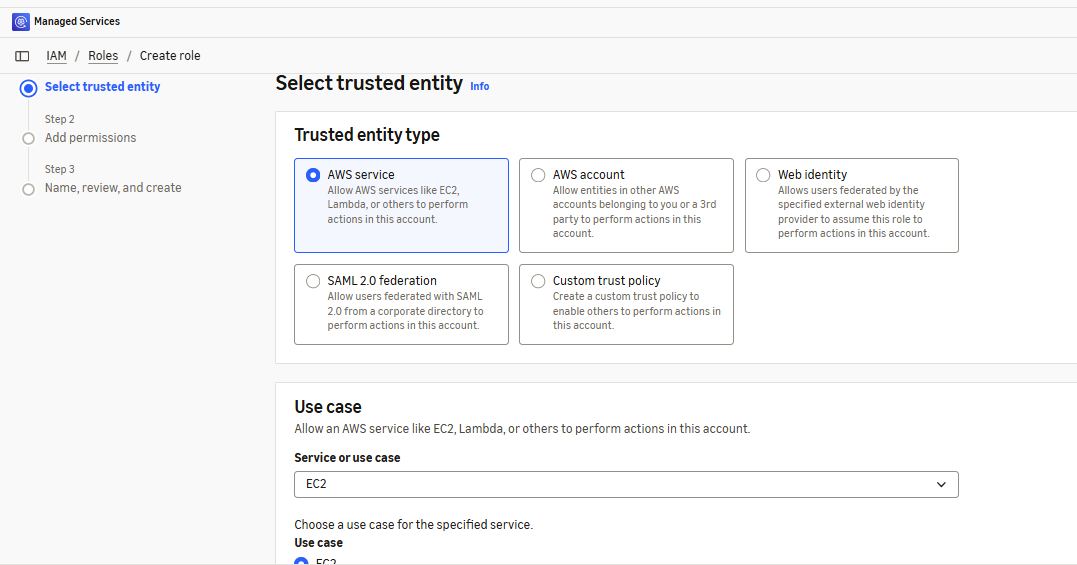 Managed Services
IAM / Roles / Create role
Select trusted entity
Step 2
Add permissions
Step 3
Name, review, and create
Select trusted entity Info
Trusted entity type
AWS service
Allow AWS services like EC2,
Lambda, or others to perform
actions in this account.
AWS account
Allow entities in other AWS
accounts belonging to you or a 3rd
party to perform actions in this
account.
Web identity
Allows users federated by the
specified external web identity
provider to assume this role to
perform actions in this account.
SAML 2.0 federation
Allow users federated with SAML
2.0 from a corporate directory to
perform actions in this account.
Custom trust policy
Create a custom trust policy to
enable others to perform actions in
this account.
Use case
Allow an AWS service like EC2, Lambda, or others to perform actions in this account.
Service or use case
EC2
Choose a use case for the specified service.
Use case
EC2